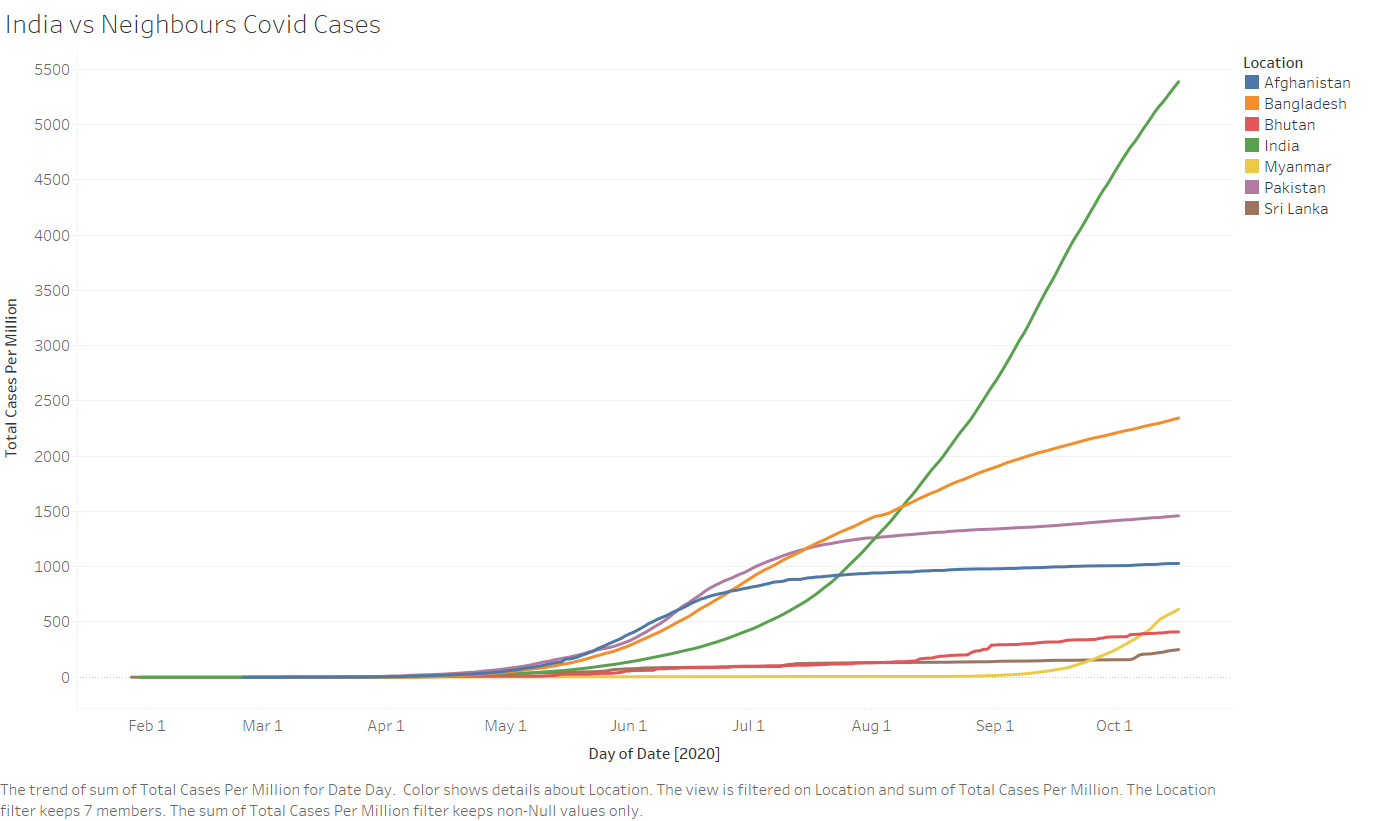 India vs Neighbours Covid Cases
Location
Afghanistan
Bangladesh
Bhutan
India
Myanmar
Pakistan
Sri Lanka
Total Cases Per Million
5500
5000
4500
4000
3500
3000
2500
2000
1500
1000
500
0
Feb 1
Mar 1
Apr 1
May 1
Jun 1
Jul 1
Aug 1
Sep 1
Oct 1
Day of Date [2020]
The trend of sum of Total Cases Per Million for Date Day.  Color shows details about Location. The view is filtered on Location and sum of Total Cases Per Million. The Location
filter keeps 7 members. The sum of Total Cases Per Million filter keeps non-Null values only.